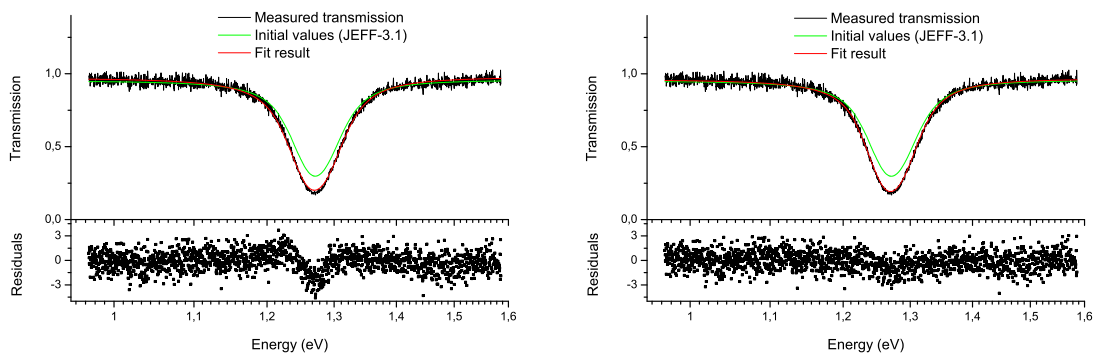 Measured transmission
Initial values (JEFF-3.1)
Fit result
Transmission
1,0
0,5
0,0
Residuals
3
0
-3
1
1,1
1,2
1,3
1,4
1,5
1,6
Energy (eV)
Measured transmission
Initial values (JEFF-3.1)
Fit result
Transmission
1,0
0,5
0,0
Residuals
3
0
-3
1
1,1
1,2
1,3
1,4
1,5
1,6
Energy (eV)